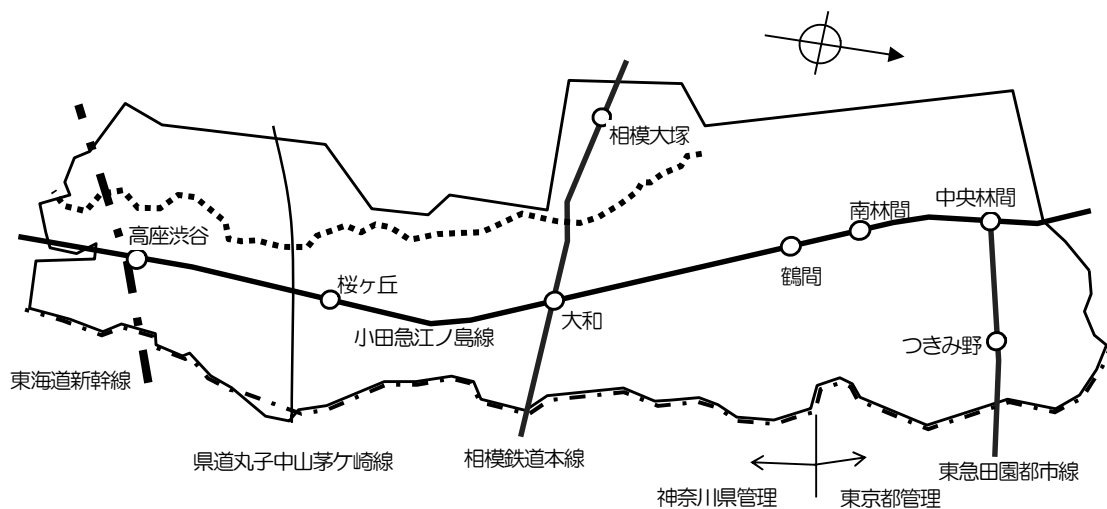 相模大塚
中央林間
南林間
高座渋谷
鶴間
桜ヶ丘
大和
小田急江ノ島線
つきみ野
東海道新幹線
県道丸子中山茅ケ崎線
相模鉄道本線
東急田園都市線
神奈川県管理
東京都管理